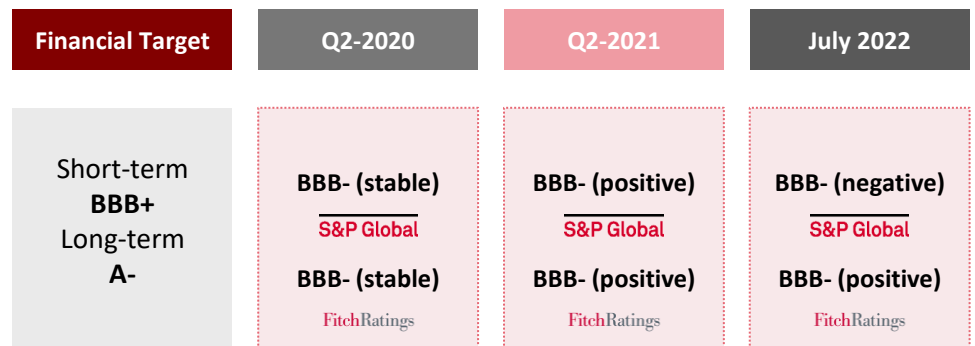 Financial Target
Q2-2020
Q2-2021
July 2022
Short-term
BBB+
Long-term
A-
BBB- (stable)
S&P Global
BBB- (stable)
FitchRatings
BBB- (positive)
S&P Global
BBB- (positive)
FitchRatings
BBB- (negative)
S&P Global
BBB- (positive)
FitchRatings